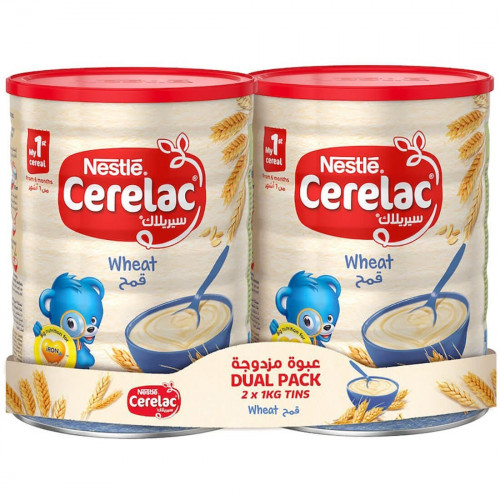 My 1st
cereal
From 6 months
من ٦ أشهر
Nestlé
Cerelac®
سيريلاك®
Wheat
قمح
IRON+
My 1st
cereal
From 6 months
من ٦ أشهر
Nestlé
Cerelac®
سيريلاك®
Wheat
قمح
Nestlé
Cerelac
سيريلاك
عبوة مزدوجة
DUAL PACK
2 x 1KG TINS
Wheat قمح